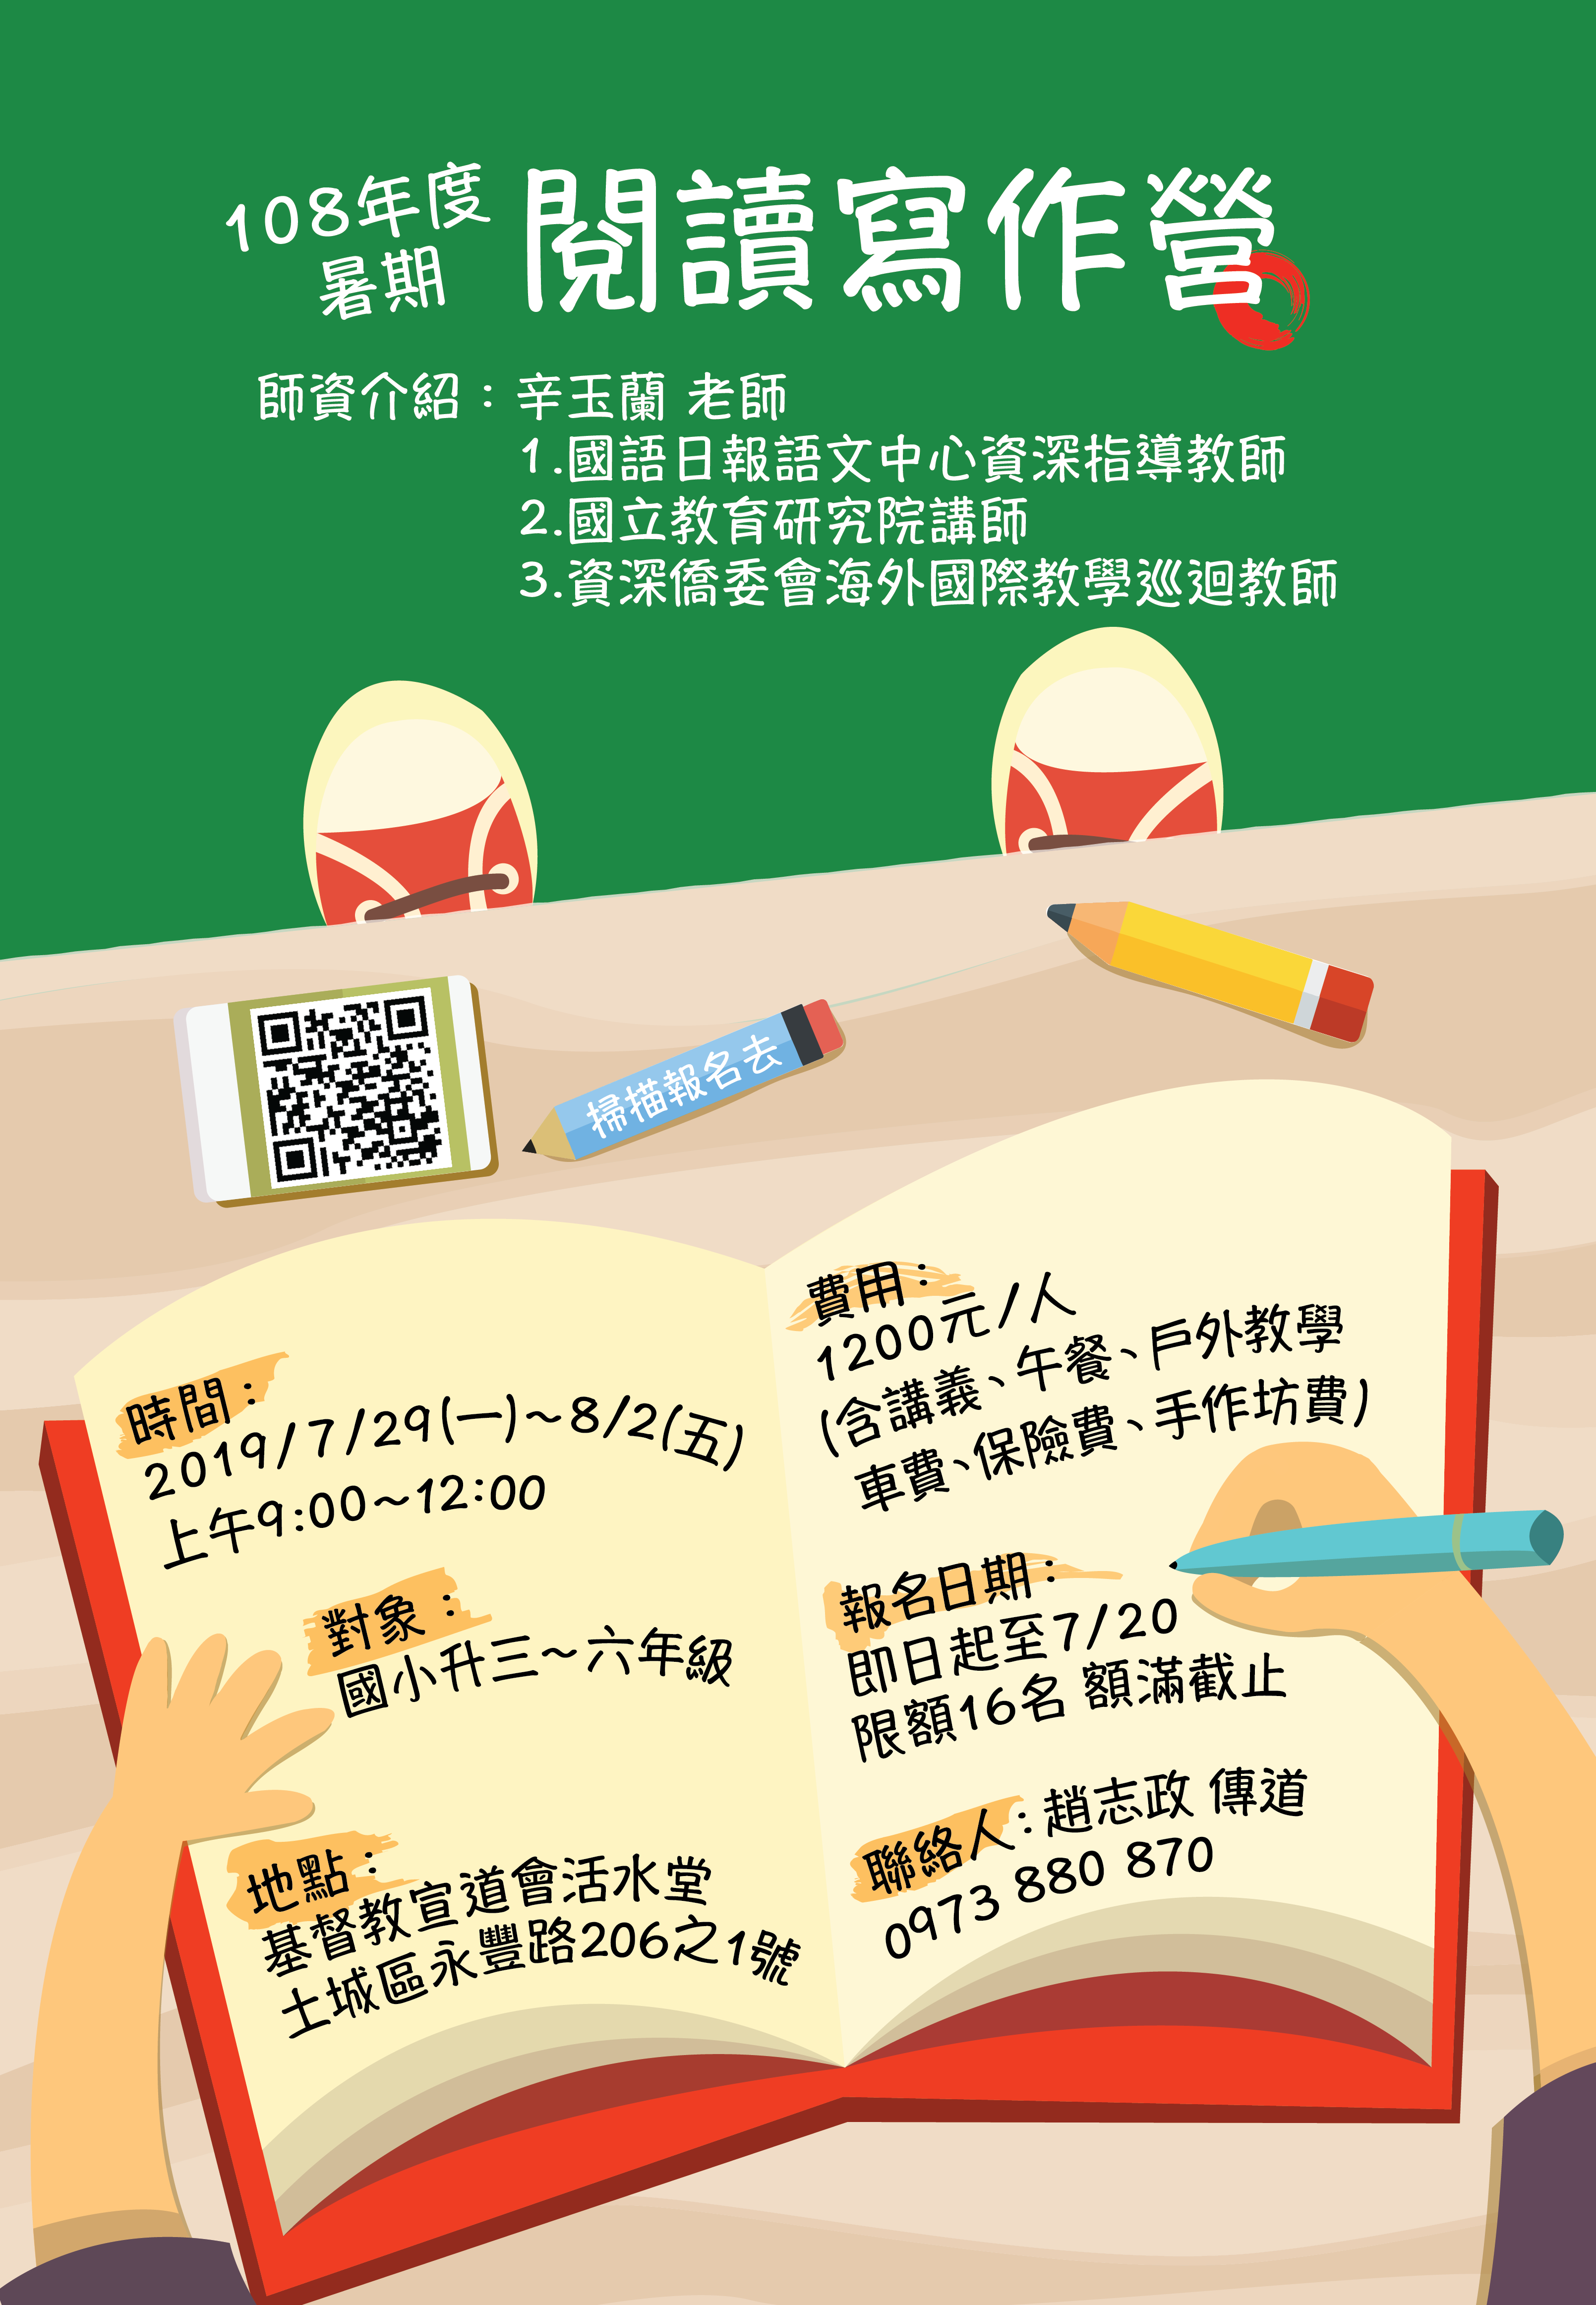 108年度
暑期
閱讀寫作營
師資介紹：辛玉蘭 老師
1.國語日報語文中心資深指導教師
2.國立教育研究院講師
3.資深僑委會海外國際教學巡迴教師
掃描報名去
時間：
2019/7/29(一)~8/2(五)
上午9:00~12:00
對象：
國小升三~六年級
地點：
基督教宣道會活水堂
土城區永豐路206之1號
費用：
1200元/人
(含講義、午餐、戶外教學
車費、保險費、手作坊費)
報名日期：
即日起至7/20
限額16名 額滿截止
聯絡人：趙志政 傳道
0973 880 870